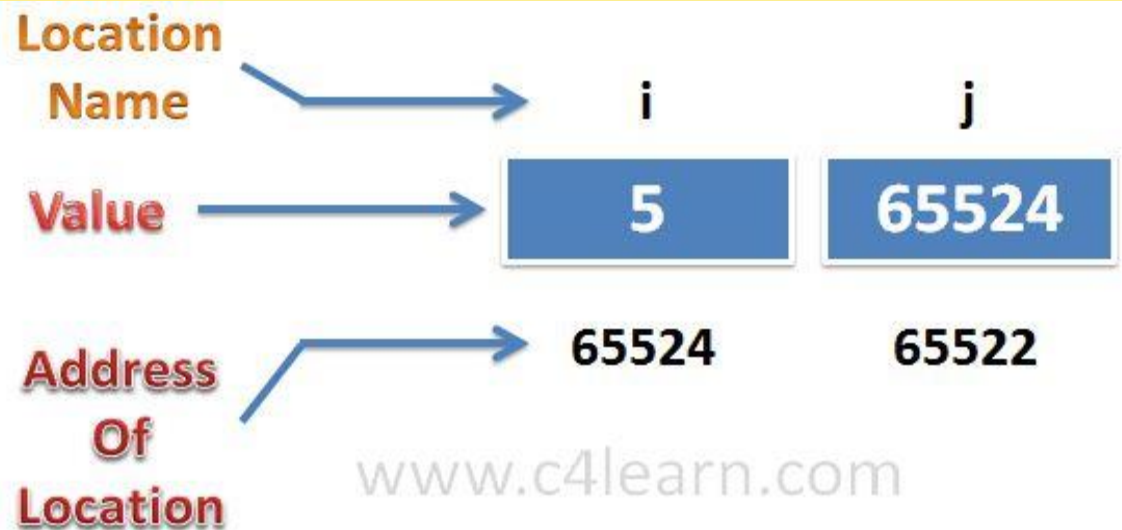 Location
Name
i
j
Value
5
65524
65524
65522
Address
Of
Location
www.c4learn.com